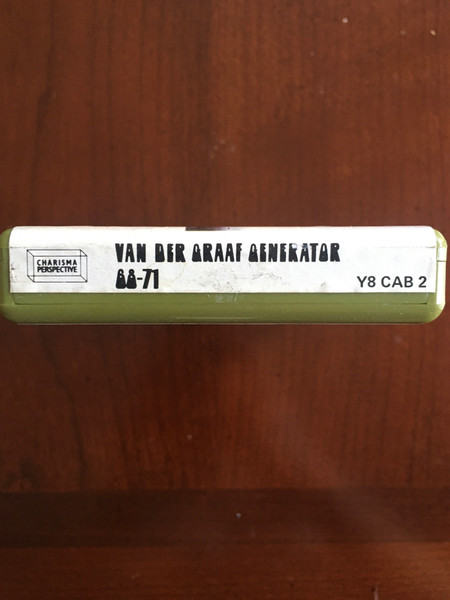 CHARISMA
PERSPECTIVE
VAN DER GRAAF GENERATOR
68-71
Y8 CAB 2